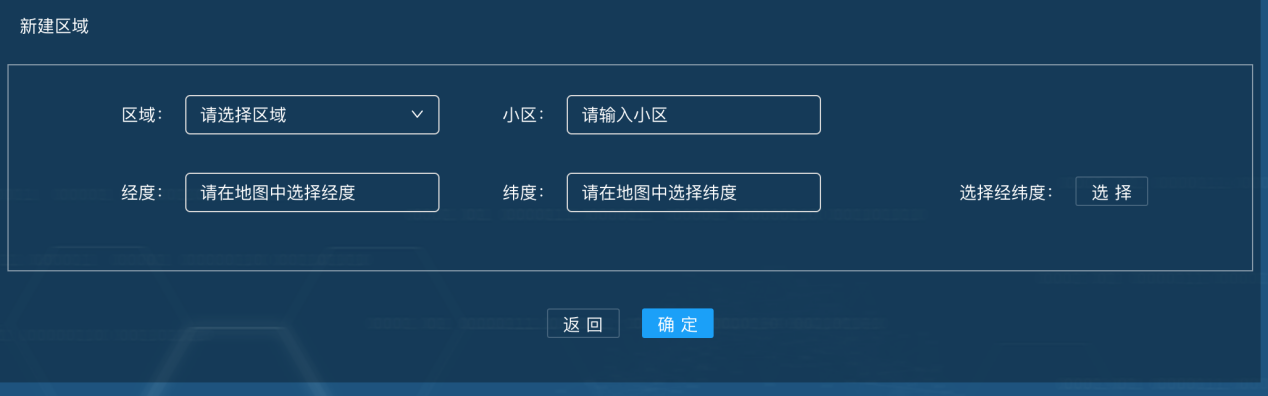 新建区域
区域： 请选择区域 小区： 请输入小区
经度： 请在地图中选择经度 纬度： 请在地图中选择纬度 选择经纬度： 选 择
返 回 确 定